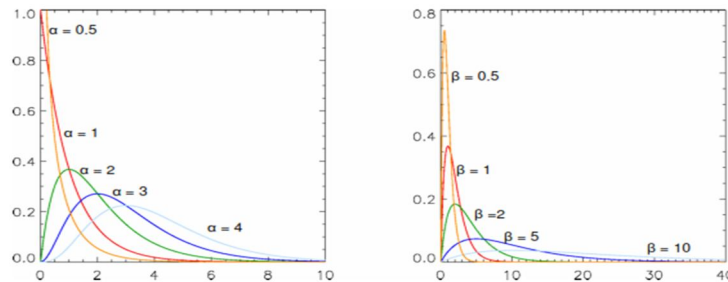 1.0
α = 0.5
0.8
0.6
α = 1
0.4
α = 2
α = 3
0.2
α = 4
0.0
0 2 4 6 8 10
0.8
β = 0.5
0.6
0.4
β = 1
0.2
β =2
β = 5
β = 10
0.0
0 10 20 30 40